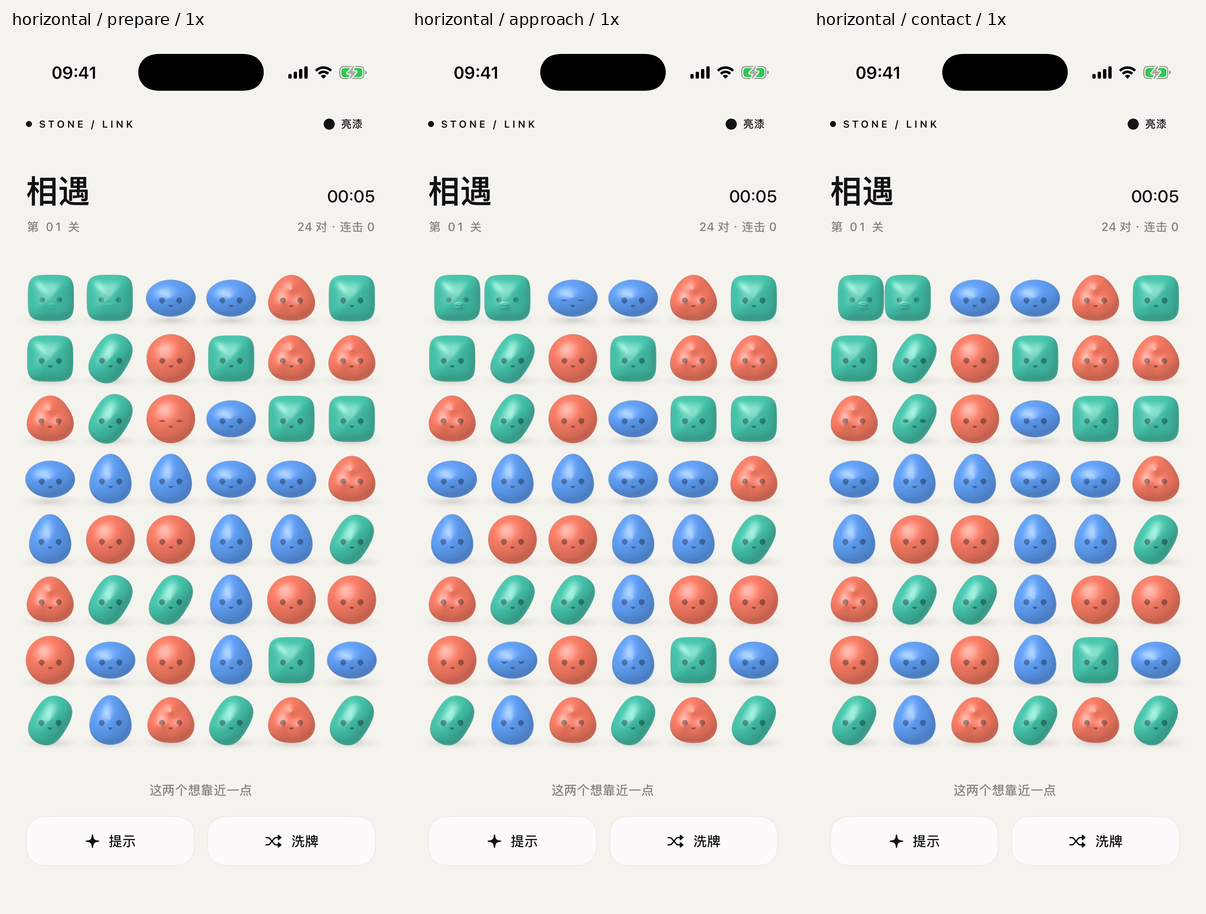 horizontal / prepare / 1x
09:41
STONE / LINK
亮漆
相遇
00:05
第 01 关
24 对 · 连击 0
这两个想靠近一点
提示
洗牌
horizontal / approach / 1x
09:41
STONE / LINK
亮漆
相遇
00:05
第 01 关
24 对 · 连击 0
这两个想靠近一点
提示
洗牌
horizontal / contact / 1x
09:41
STONE / LINK
亮漆
相遇
00:05
第 01 关
24 对 · 连击 0
这两个想靠近一点
提示
洗牌